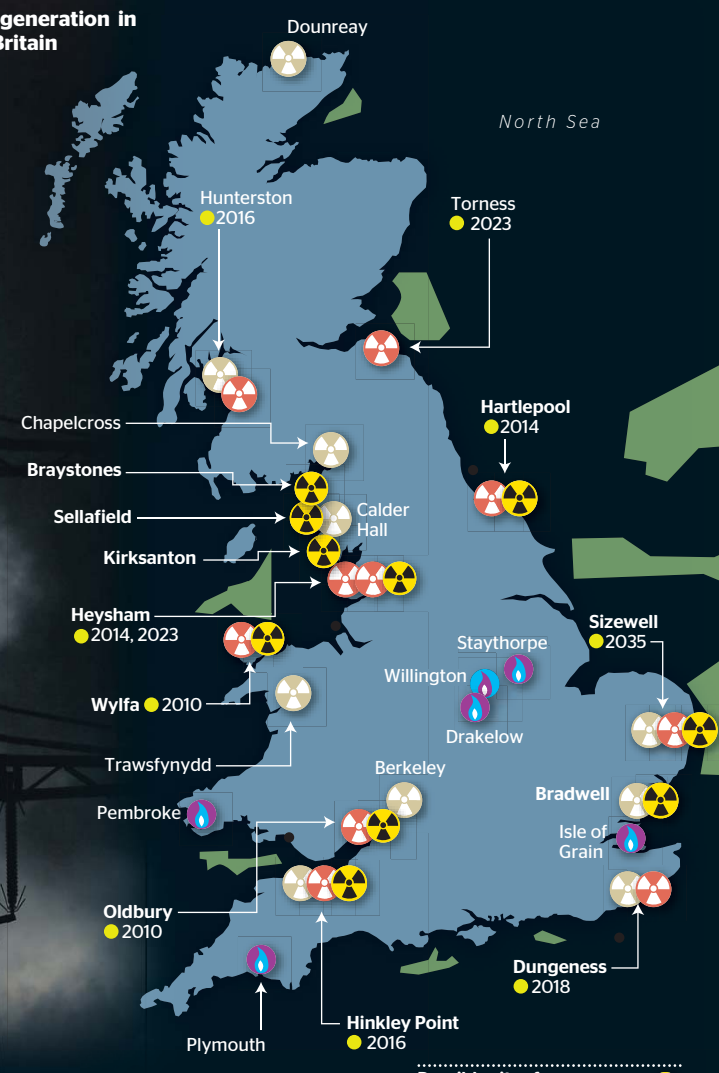 generation in
Britain
Dounreay
North Sea
Hunterston
2016
Torness
2023
Chapelcross
Hartlepool
2014
Braystones
Sellafield
Calder
Hall
Kirksanton
Heysham
2014, 2023
Sizewell
2035
Staythorpe
Willington
Wylfa 2010
Drakelow
Trawsfynydd
Berkeley
Bradwell
Pembroke
Isle of
Grain
Oldbury
2010
Dungeness
2018
Hinkley Point
2016
Plymouth